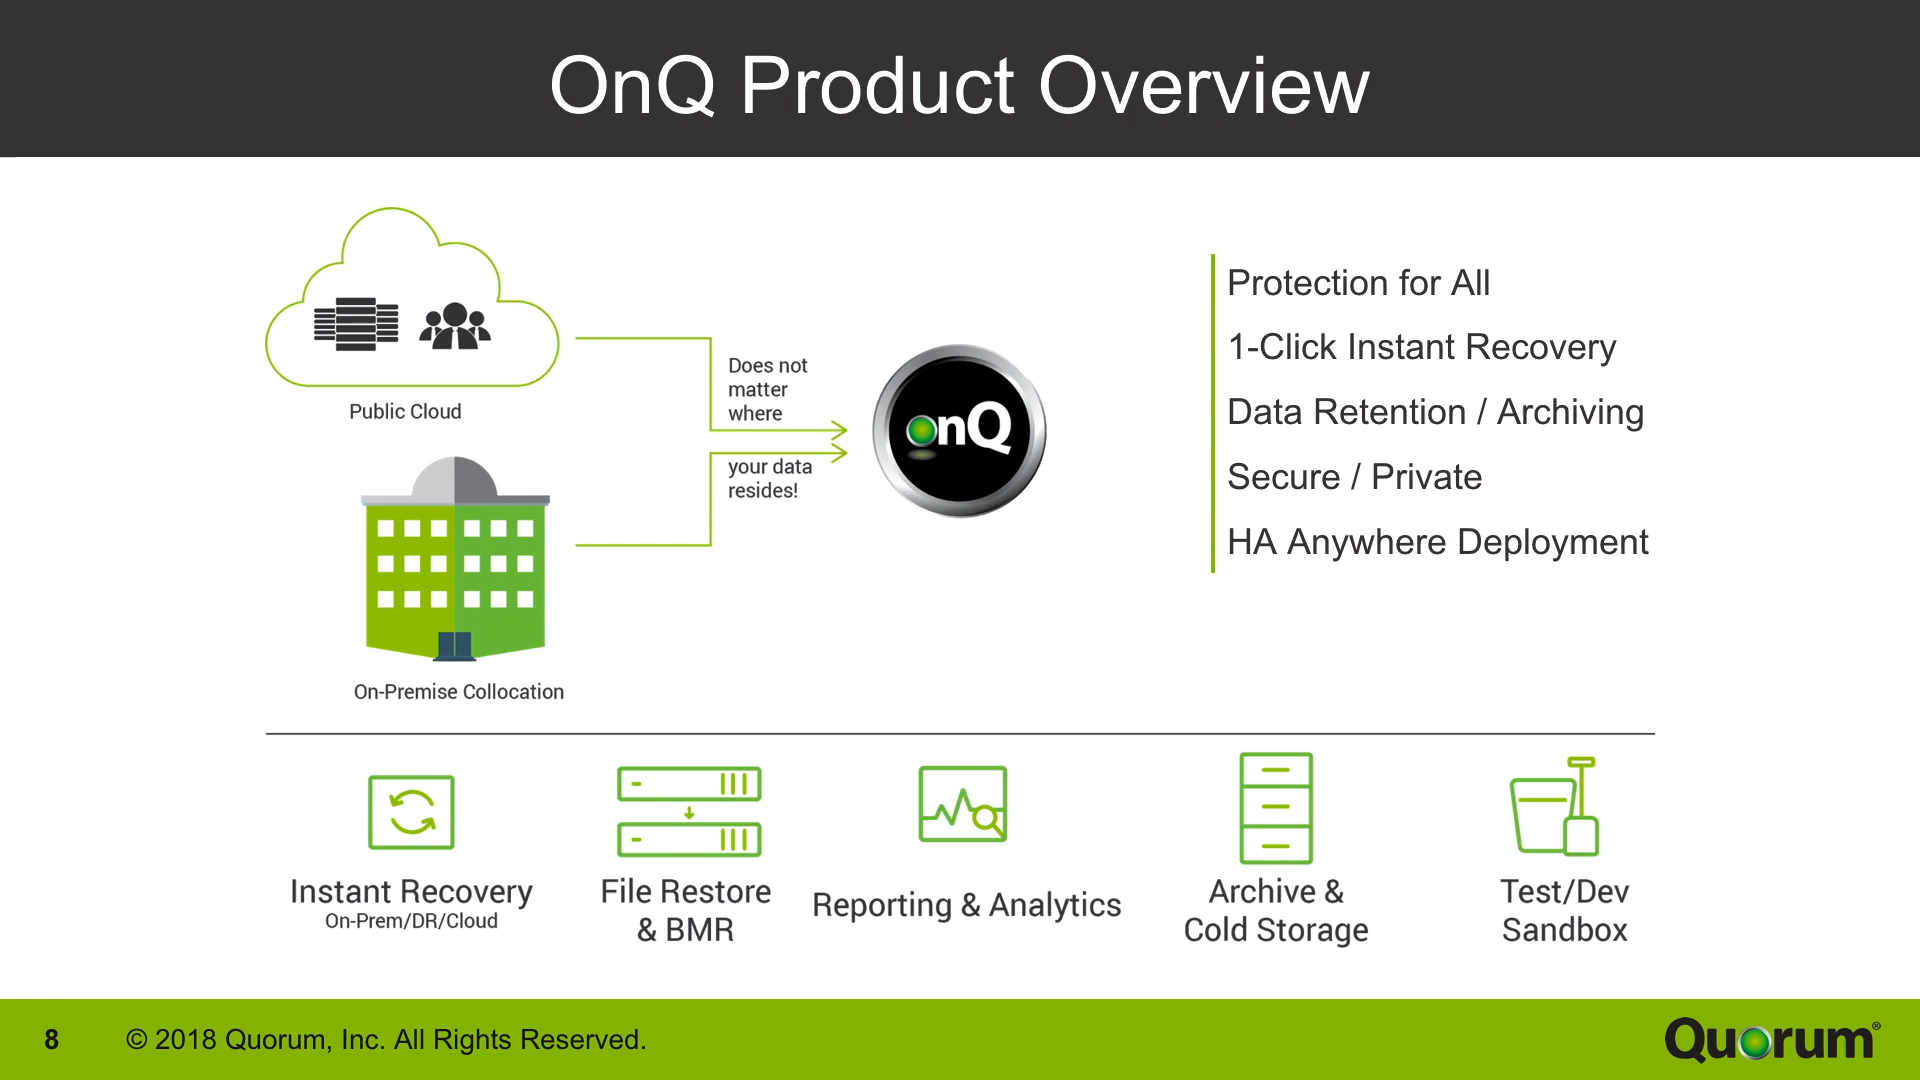 OnQ Product Overview
Public Cloud
Does not
matter
where
your data
resides!
onQ
On-Premise Collocation
Protection for All
1-Click Instant Recovery
Data Retention / Archiving
Secure / Private
HA Anywhere Deployment
Instant Recovery
On-Prem/DR/Cloud
File Restore
& BMR
Reporting & Analytics
Archive &
Cold Storage
Test/Dev
Sandbox
8
© 2018 Quorum, Inc. All Rights Reserved.
Quorum®